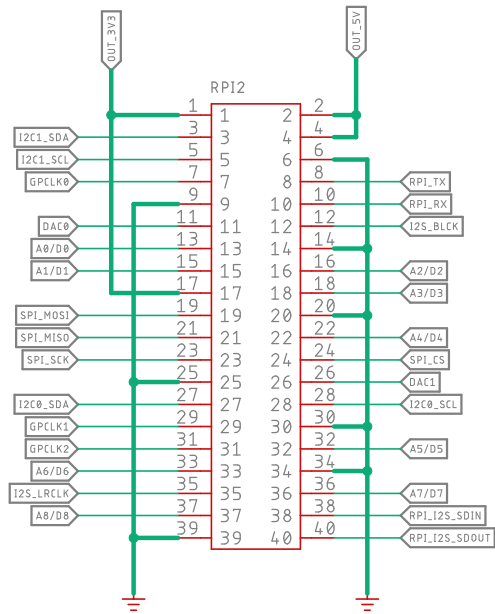 OUT_3V3
OUT_5V
RPI2
1 1 2 2
I2C1_SDA 3 3 4 4
I2C1_SCL 5 5 6 6
GPCLK0 7 7 8 8 RPI_TX
9 9 10 10 RPI_RX
DAC0 11 11 12 12 I2S_BLCK
A0/D0 13 13 14 14
A1/D1 15 15 16 16 A2/D2
17 17 18 18 A3/D3
SPI_MOSI 19 19 20 20
SPI_MISO 21 21 22 22 A4/D4
SPI_SCK 23 23 24 24 SPI_CS
25 25 26 26 DAC1
I2C0_SDA 27 27 28 28 I2C0_SCL
GPCLK1 29 29 30 30
GPCLK2 31 31 32 32 A5/D5
A6/D6 33 33 34 34
I2S_LRCLK 35 35 36 36 A7/D7
A8/D8 37 37 38 38 RPI_I2S_SDIN
39 39 40 40 RPI_I2S_SDOUT